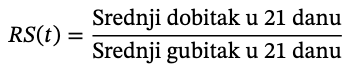 RS(t) = Srednji dobitak u 21 danu
Srednji gubitak u 21 danu